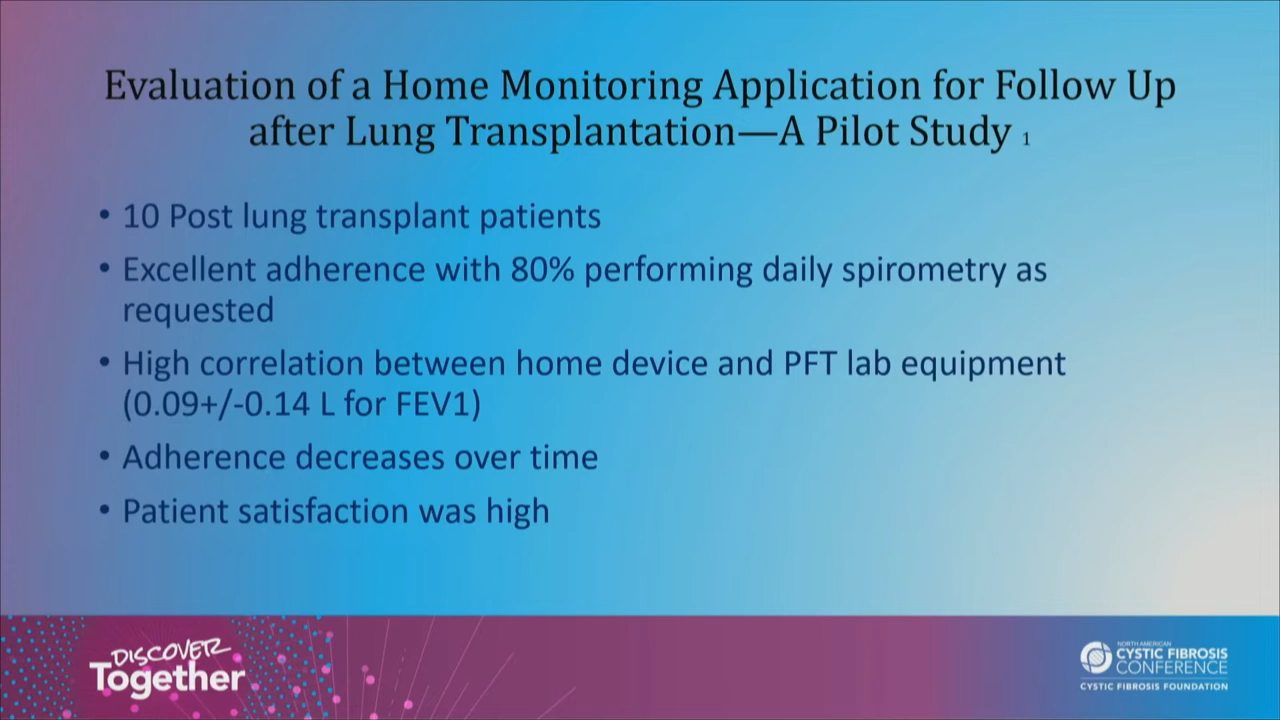 Evaluation of a Home Monitoring Application for Follow Up
after Lung Transplantation—A Pilot Study 1
• 10 Post lung transplant patients
• Excellent adherence with 80% performing daily spirometry as
requested
• High correlation between home device and PFT lab equipment
(0.09+/-0.14 L for FEV1)
• Adherence decreases over time
• Patient satisfaction was high
DISCOVER
Together
NORTH AMERICAN
CYSTIC FIBROSIS
CONFERENCE
CYSTIC FIBROSIS FOUNDATION